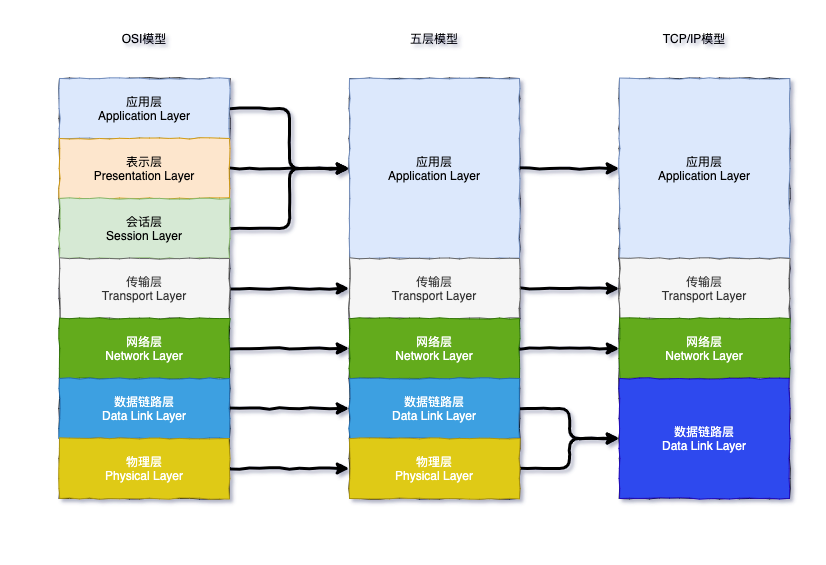 OSI模型
应用层
Application Layer
表示层
Presentation Layer
会话层
Session Layer
传输层
Transport Layer
网络层
Network Layer
数据链路层
Data Link Layer
物理层
Physical Layer
五层模型
应用层
Application Layer
传输层
Transport Layer
网络层
Network Layer
数据链路层
Data Link Layer
物理层
Physical Layer
TCP/IP模型
应用层
Application Layer
传输层
Transport Layer
网络层
Network Layer
数据链路层
Data Link Layer